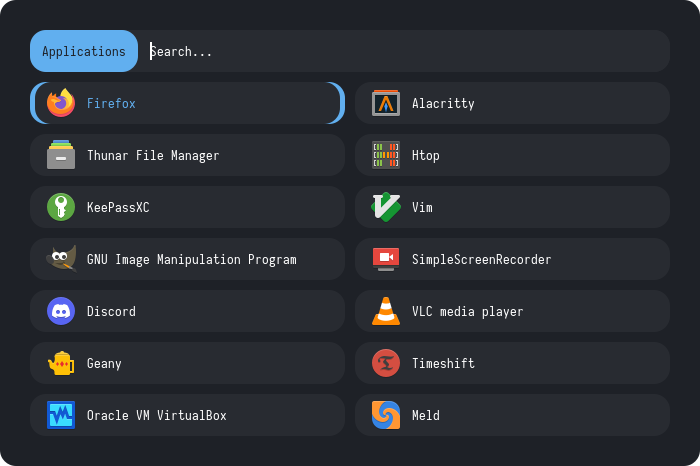 Applications Search...
Firefox Alacritty
Thunar File Manager Htop
KeePassXC Vim
GNU Image Manipulation Program SimpleScreenRecorder
Discord VLC media player
Geany Timeshift
Oracle VM VirtualBox Meld